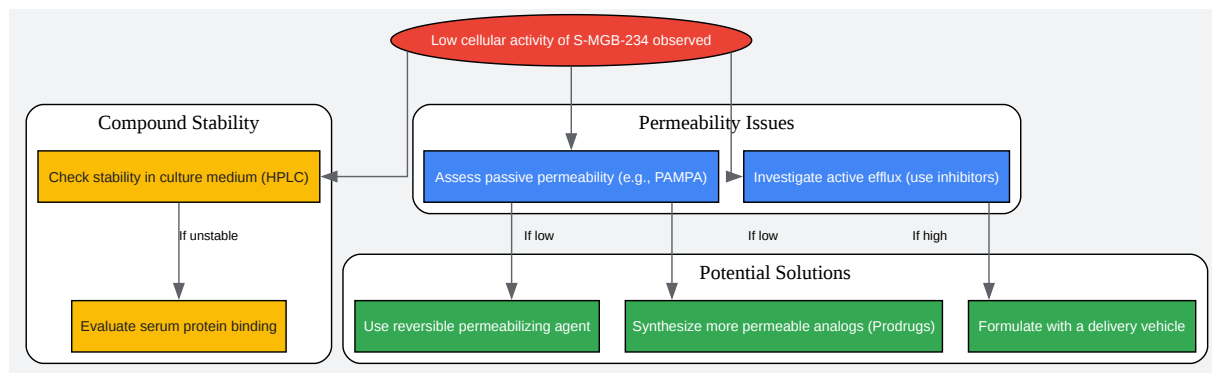 Low cellular activity of S-MGB-234 observed
Compound Stability
Permeability Issues
Check stability in culture medium (HPLC)
Assess passive permeability (e.g., PAMPA)
Investigate active efflux (use inhibitors)
If unstable
If low
If low
If high
Potential Solutions
Evaluate serum protein binding
Use reversible permeabilizing agent
Synthesize more permeable analogs (Prodrugs)
Formulate with a delivery vehicle